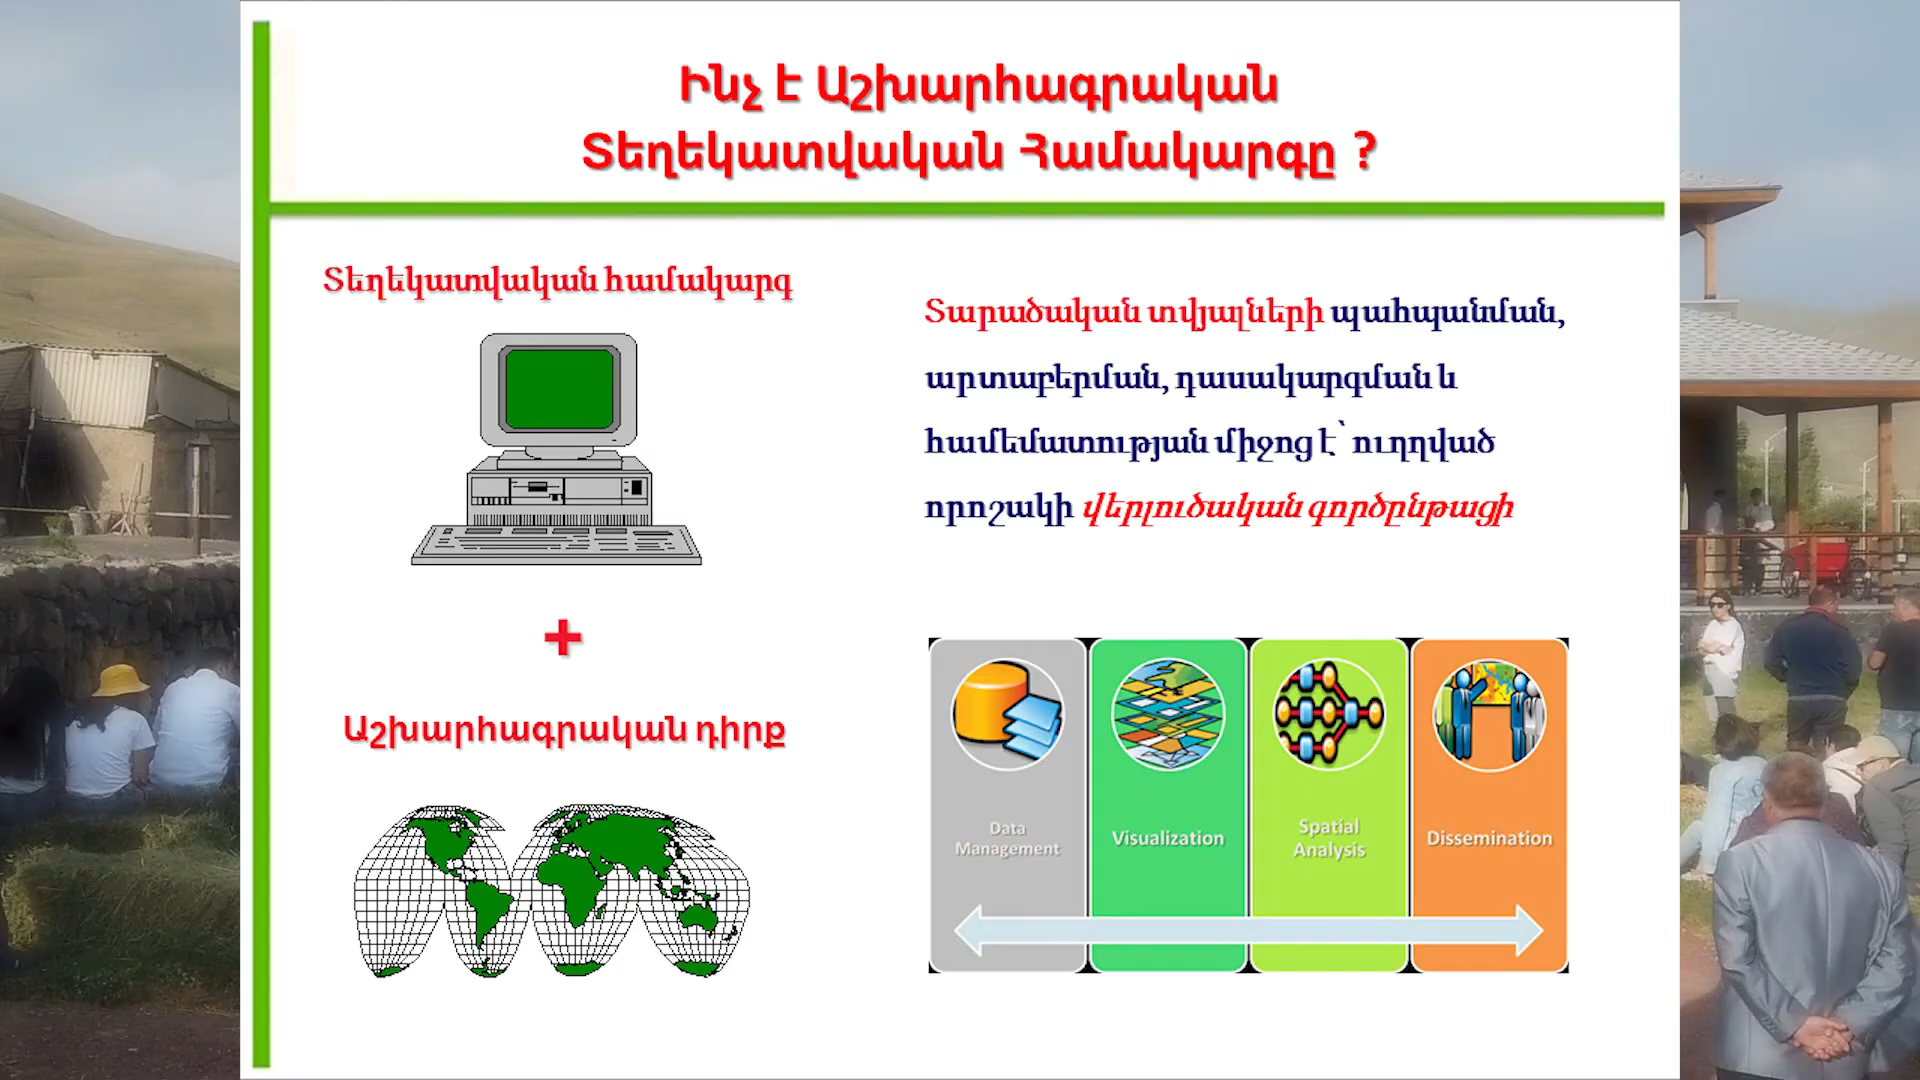 Ինչ է Աշխարհագրական
Տեղեկատվական Համակարգը ?
Տեղեկատվական համակարգ
+
Աշխարհագրական դիրք
Տարածական տվյալների պահպանման,
արտաբերման, դասակարգման և
համեմատության միջոց է՝ ուղղված
որոշակի վերլուծական գործընթացի
Data
Management
Visualization
Spatial
Analysis
Dissemination